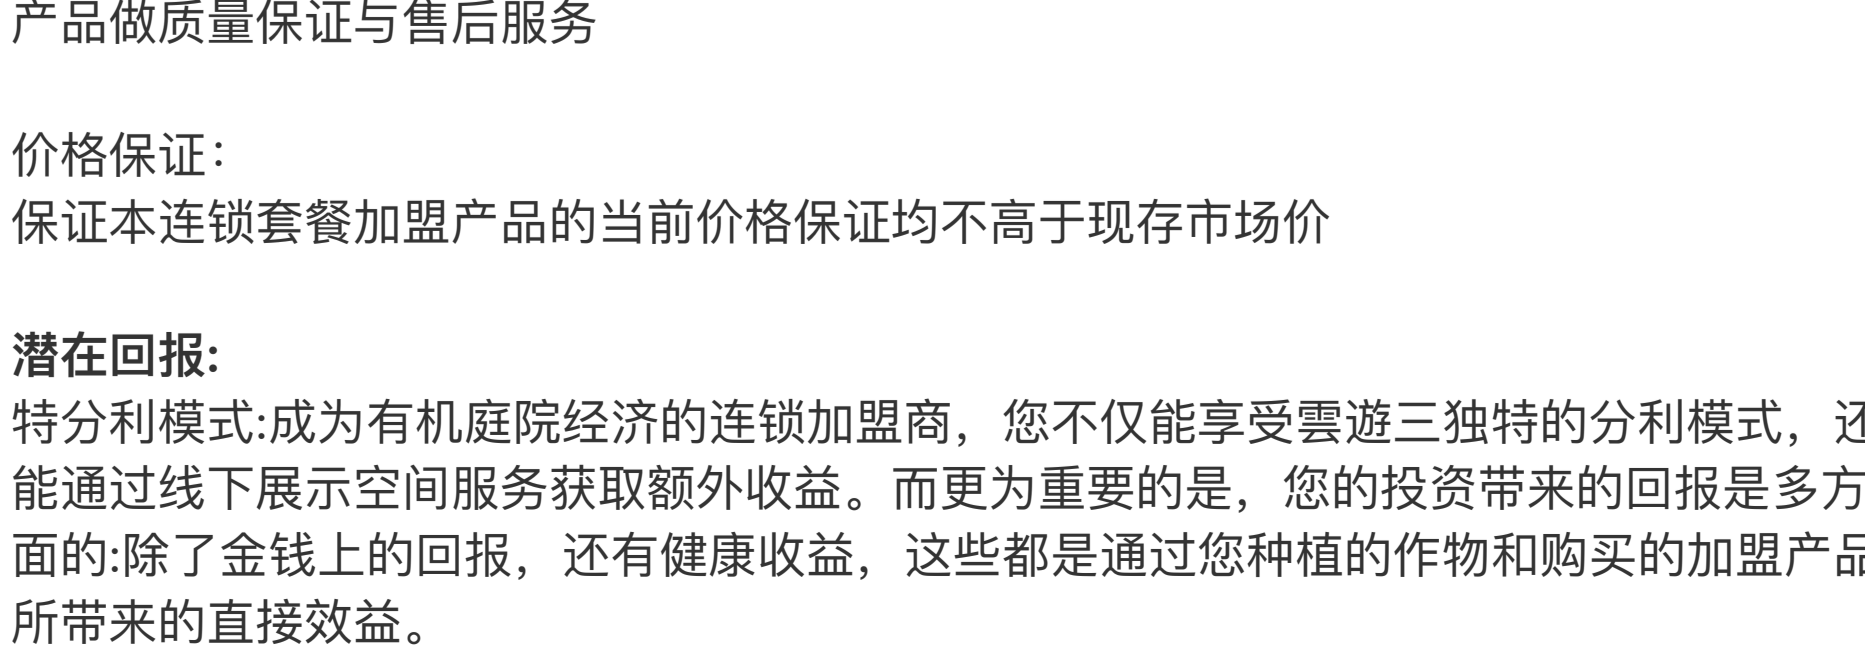 产品做质量保证与售后服务
价格保证：
保证本连锁套餐加盟产品的当前价格保证均不高于现存市场价
潜在回报:
特分利模式:成为有机庭院经济的连锁加盟商，您不仅能享受雲遊三独特的分利模式，还
能通过线下展示空间服务获取额外收益。而更为重要的是，您的投资带来的回报是多方
面的:除了金钱上的回报，还有健康收益，这些都是通过您种植的作物和购买的加盟产品
所带来的直接效益。